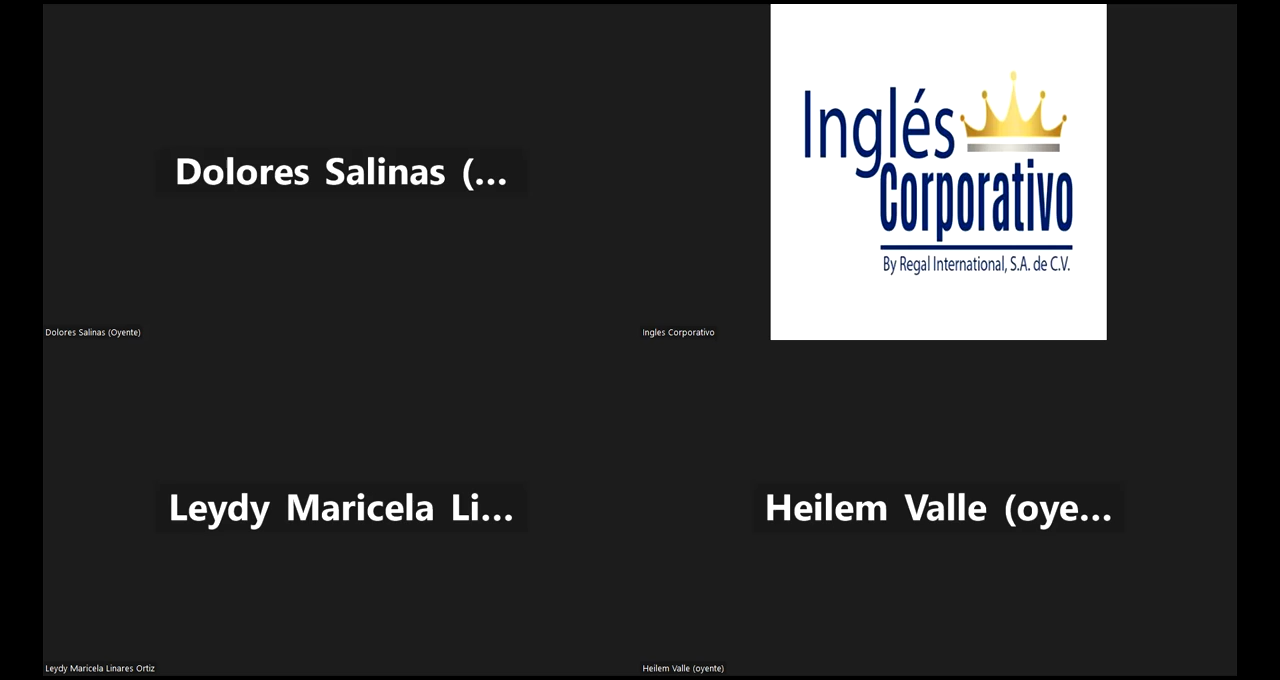 Dolores Salinas (...
Dolores Salinas (Oyente)
Inglés
Corporativo
By Regal International, S.A. de C.V.
Ingles Corporativo
Leydy Maricela Li...
Leydy Maricela Linares Ortiz
Heilem Valle (oye...
Heilem Valle (oyente)